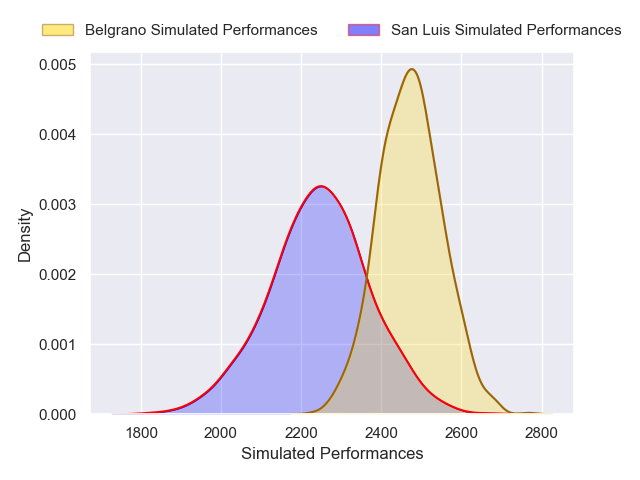 Belgrano Simulated Performances
San Luis Simulated Performances
0.005
0.004
0.003
0.002
0.001
0.000
Density
1800 2000 2200 2400 2600 2800
Simulated Performances